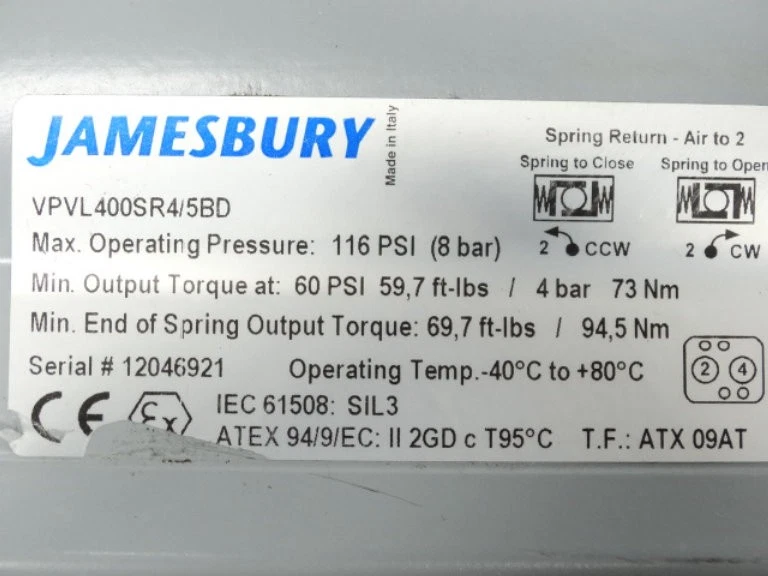 JAMESBURY
Made in Italy
VPVL400SR4/5BD
Max. Operating Pressure: 116 PSI (8 bar)
Spring Return - Air to 2
Spring to Close Spring to Open
2 CCW 2 CW
Min. Output Torque at: 60 PSI 59,7 ft-lbs / 4 bar 73 Nm
Min. End of Spring Output Torque: 69,7 ft-lbs / 94,5 Nm
Serial # 12046921 Operating Temp.-40°C to +80°C
2 4
CE Ex IEC 61508: SIL3
ATEX 94/9/EC: II 2GD c T95°C T.F.: ATX 09AT